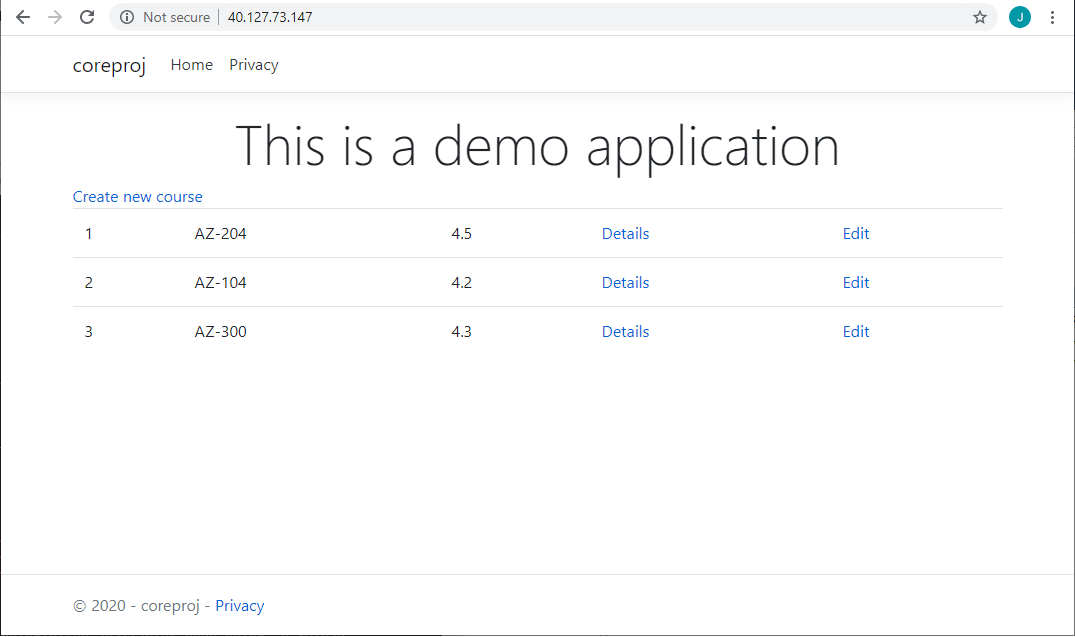 Not secure 40.127.73.147 J
coreproj Home Privacy
This is a demo application
Create new course
1 AZ-204 4.5 Details Edit
2 AZ-104 4.2 Details Edit
3 AZ-300 4.3 Details Edit
© 2020 - coreproj - Privacy